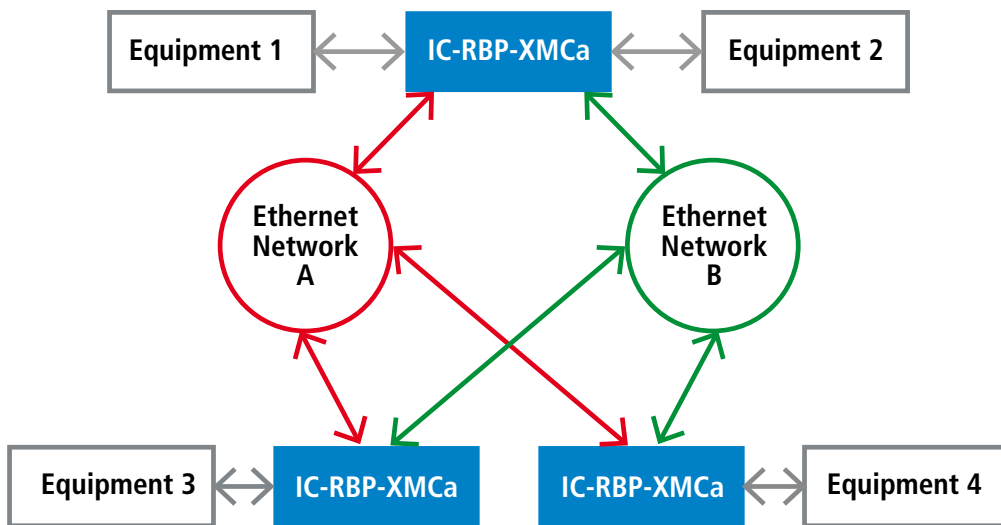 Equipment 1
IC-RBP-XMCa
Equipment 2
Ethernet
Network
A
Ethernet
Network
B
Equipment 3
IC-RBP-XMCa
IC-RBP-XMCa
Equipment 4